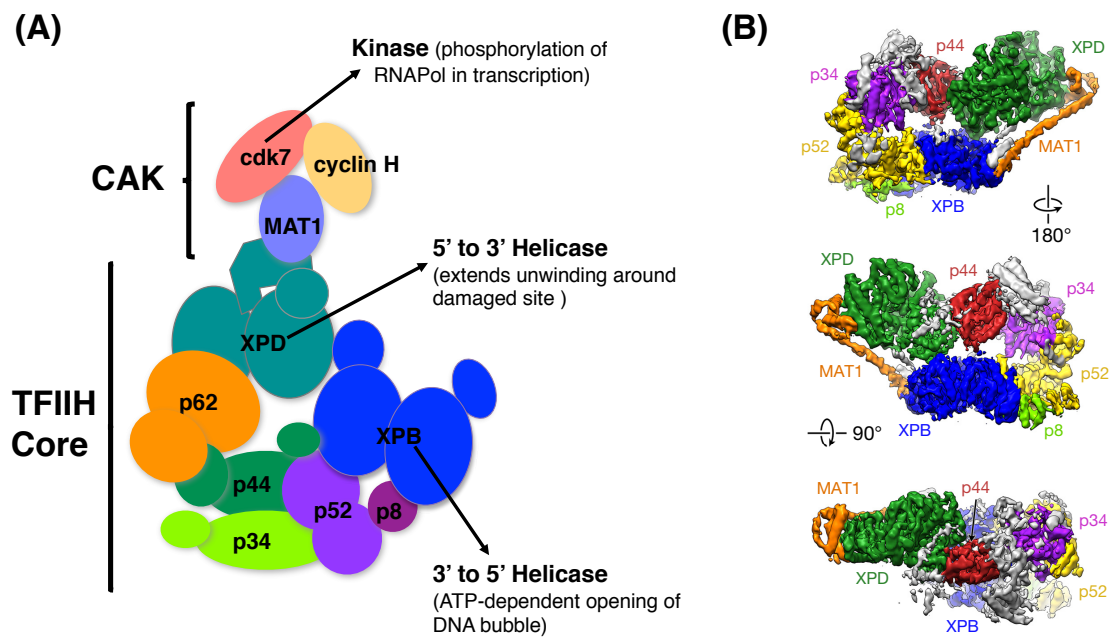 (A)
Kinase (phosphorylation of
RNAPol in transcription)
CAK
cdk7
cyclin H
MAT1
5’ to 3’ Helicase
(extends unwinding around
damaged site )
TFIIH
Core
XPD
p62
XPB
p44
p52
p8
p34
3’ to 5’ Helicase
(ATP-dependent opening of
DNA bubble)
(B)
p44
XPD
p34
p52
MAT1
p8
XPB
180°
XPD
p44
p34
MAT1
p52
XPB
p8
90°
MAT1
p44
p34
XPD
p52
XPB